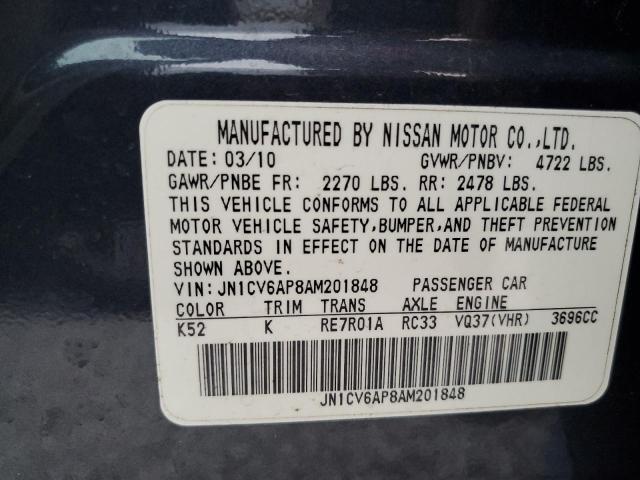 MANUFACTURED BY NISSAN MOTOR CO.,LTD.
DATE: 03/10 GVWR/PNBV: 4722 LBS.
GAWR/PNBE FR: 2270 LBS. RR: 2478 LBS.
THIS VEHICLE CONFORMS TO ALL APPLICABLE FEDERAL
MOTOR VEHICLE SAFETY,BUMPER,AND THEFT PREVENTION
STANDARDS IN EFFECT ON THE DATE OF MANUFACTURE
SHOWN ABOVE.
VIN: JN1CV6AP8AM201848 PASSENGER CAR
COLOR TRIM TRANS AXLE ENGINE
K52 K RE7R01A RC33 VQ37(VHR) 3696CC
JN1CV6AP8AM201848